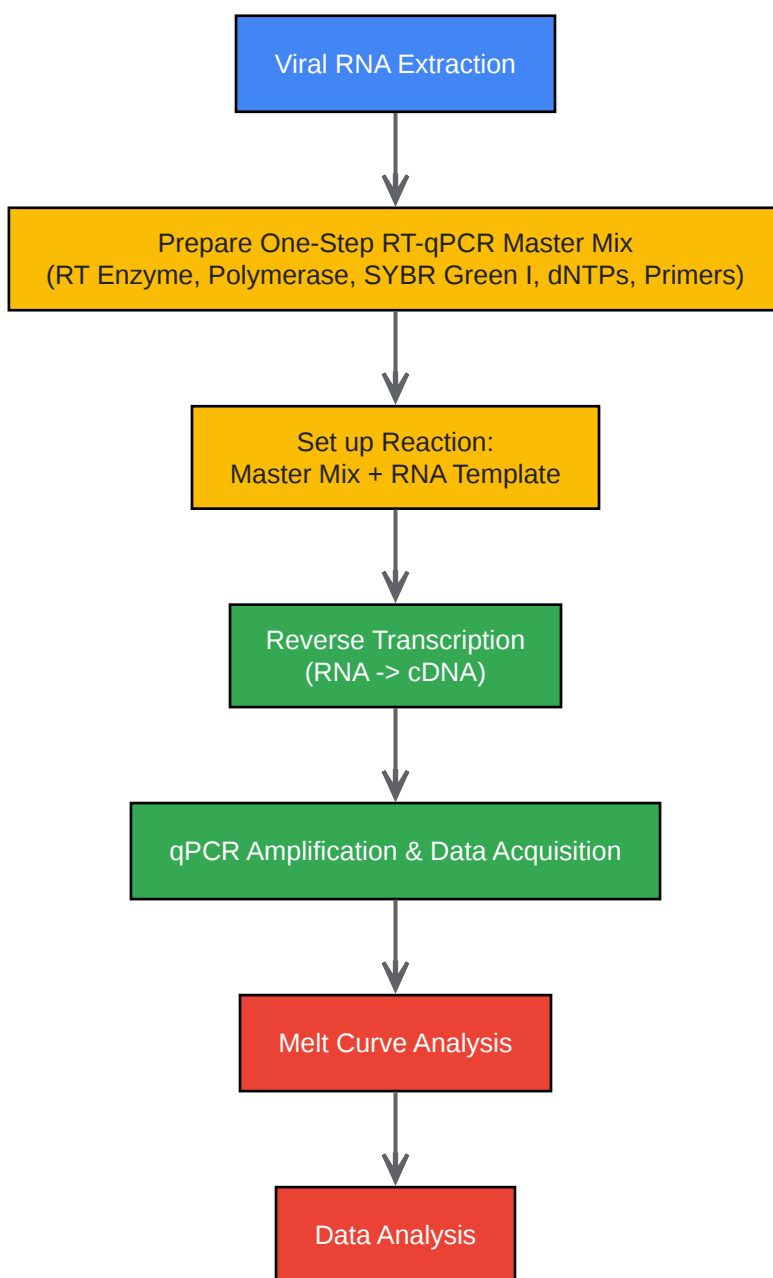 Viral RNA Extraction
Prepare One-Step RT-qPCR Master Mix
(RT Enzyme, Polymerase, SYBR Green I, dNTPs, Primers)
Set up Reaction:
Master Mix + RNA Template
Reverse Transcription
(RNA -> cDNA)
qPCR Amplification & Data Acquisition
Melt Curve Analysis
Data Analysis